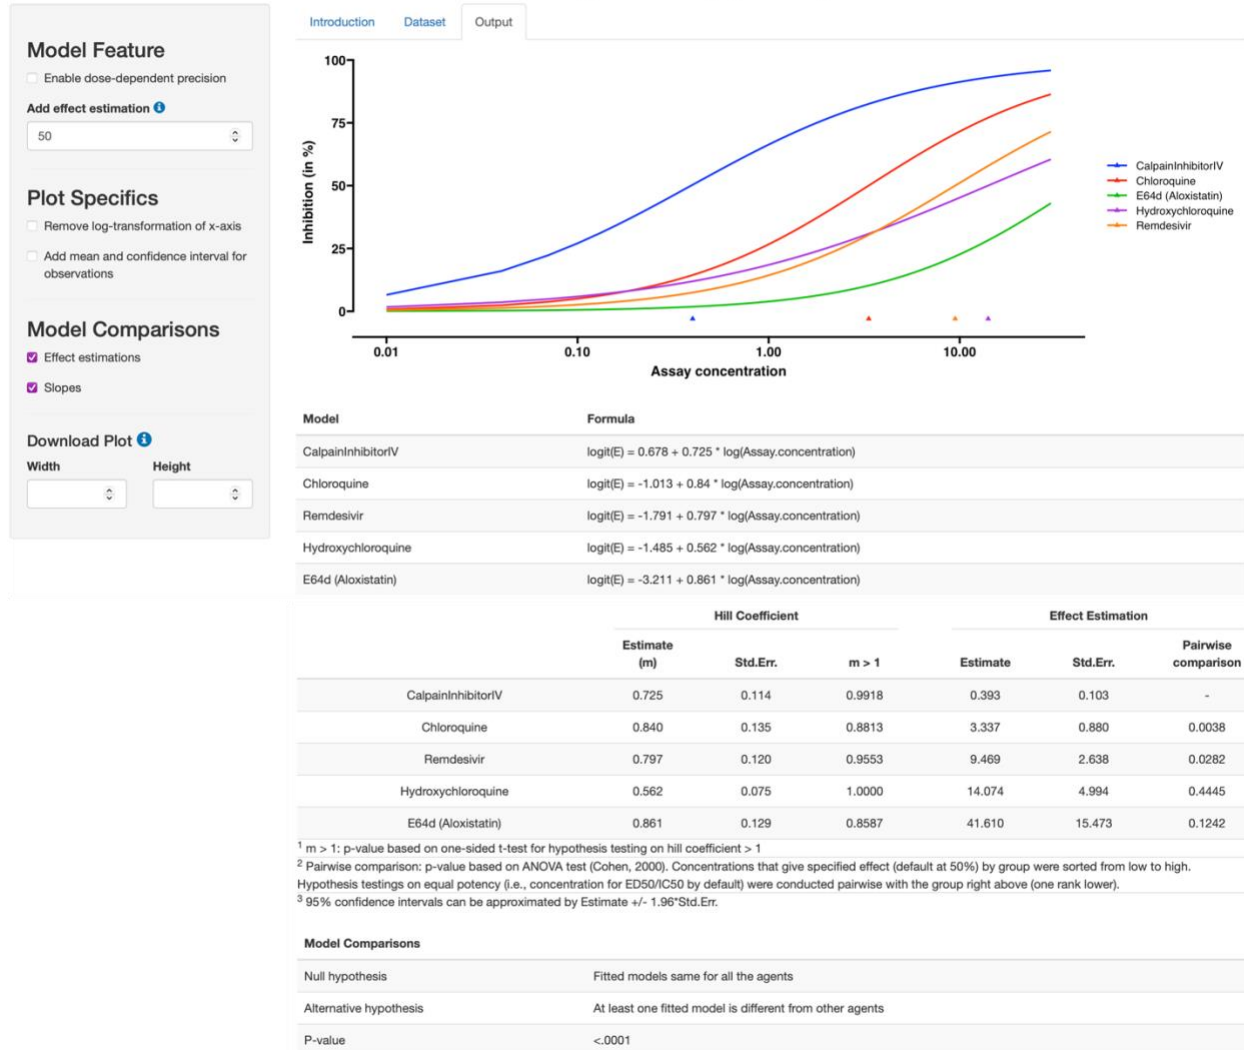 Introduction Dataset Output
Model Feature
Enable dose-dependent precision
Add effect estimation
50
Plot Specifics
Remove log-transformation of x-axis
Add mean and confidence interval for
observations
Model Comparisons
Effect estimations
Slopes
Download Plot
Width Height
100
75
50
25
0
Inhibition (in %)
0.01 0.10 1.00 10.00
Assay concentration
CalpainInhibitorIV
Chloroquine
E64d (Aloxistatin)
Hydroxychloroquine
Remdesivir
Model Formula
CalpainInhibitorIV logit(E) = 0.678 + 0.725 * log(Assay.concentration)
Chloroquine logit(E) = -1.013 + 0.84 * log(Assay.concentration)
Remdesivir logit(E) = -1.791 + 0.797 * log(Assay.concentration)
Hydroxychloroquine logit(E) = -1.485 + 0.562 * log(Assay.concentration)
E64d (Aloxistatin) logit(E) = -3.211 + 0.861 * log(Assay.concentration)
Hill Coefficient Effect Estimation
Estimate Pairwise
(m) Std.Err. m > 1 Estimate Std.Err. comparison
CalpainInhibitorIV 0.725 0.114 0.9918 0.393 0.103 -
Chloroquine 0.840 0.135 0.8813 3.337 0.880 0.0038
Remdesivir 0.797 0.120 0.9553 9.469 2.638 0.0282
Hydroxychloroquine 0.562 0.075 1.0000 14.074 4.994 0.4445
E64d (Aloxistatin) 0.861 0.129 0.8587 41.610 15.473 0.1242
1 m > 1: p-value based on one-sided t-test for hypothesis testing on hill coefficient > 1
2 Pairwise comparison: p-value based on ANOVA test (Cohen, 2000). Concentrations that give specified effect (default at 50%) by group were sorted from low to high.
Hypothesis testings on equal potency (i.e., concentration for ED50/IC50 by default) were conducted pairwise with the group right above (one rank lower).
3 95% confidence intervals can be approximated by Estimate +/- 1.96*Std.Err.
Model Comparisons
Null hypothesis Fitted models same for all the agents
Alternative hypothesis At least one fitted model is different from other agents
P-value <.0001